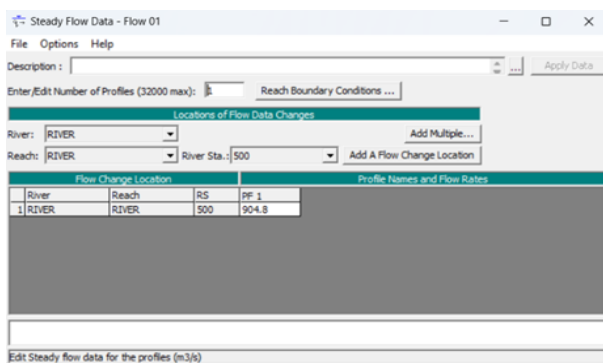 Steady Flow Data - Flow 01
File Options Help
Description : ... Apply Data
Enter/Edit Number of Profiles (32000 max): 1 Reach Boundary Conditions ...
Locations of Flow Data Changes
River: RIVER Add Multiple...
Reach: RIVER River Sta.: 500 Add A Flow Change Location
Flow Change Location Profile Names and Flow Rates
River Reach RS PF 1
1 RIVER RIVER 500 904.8
Edit Steady flow data for the profiles (m3/s)